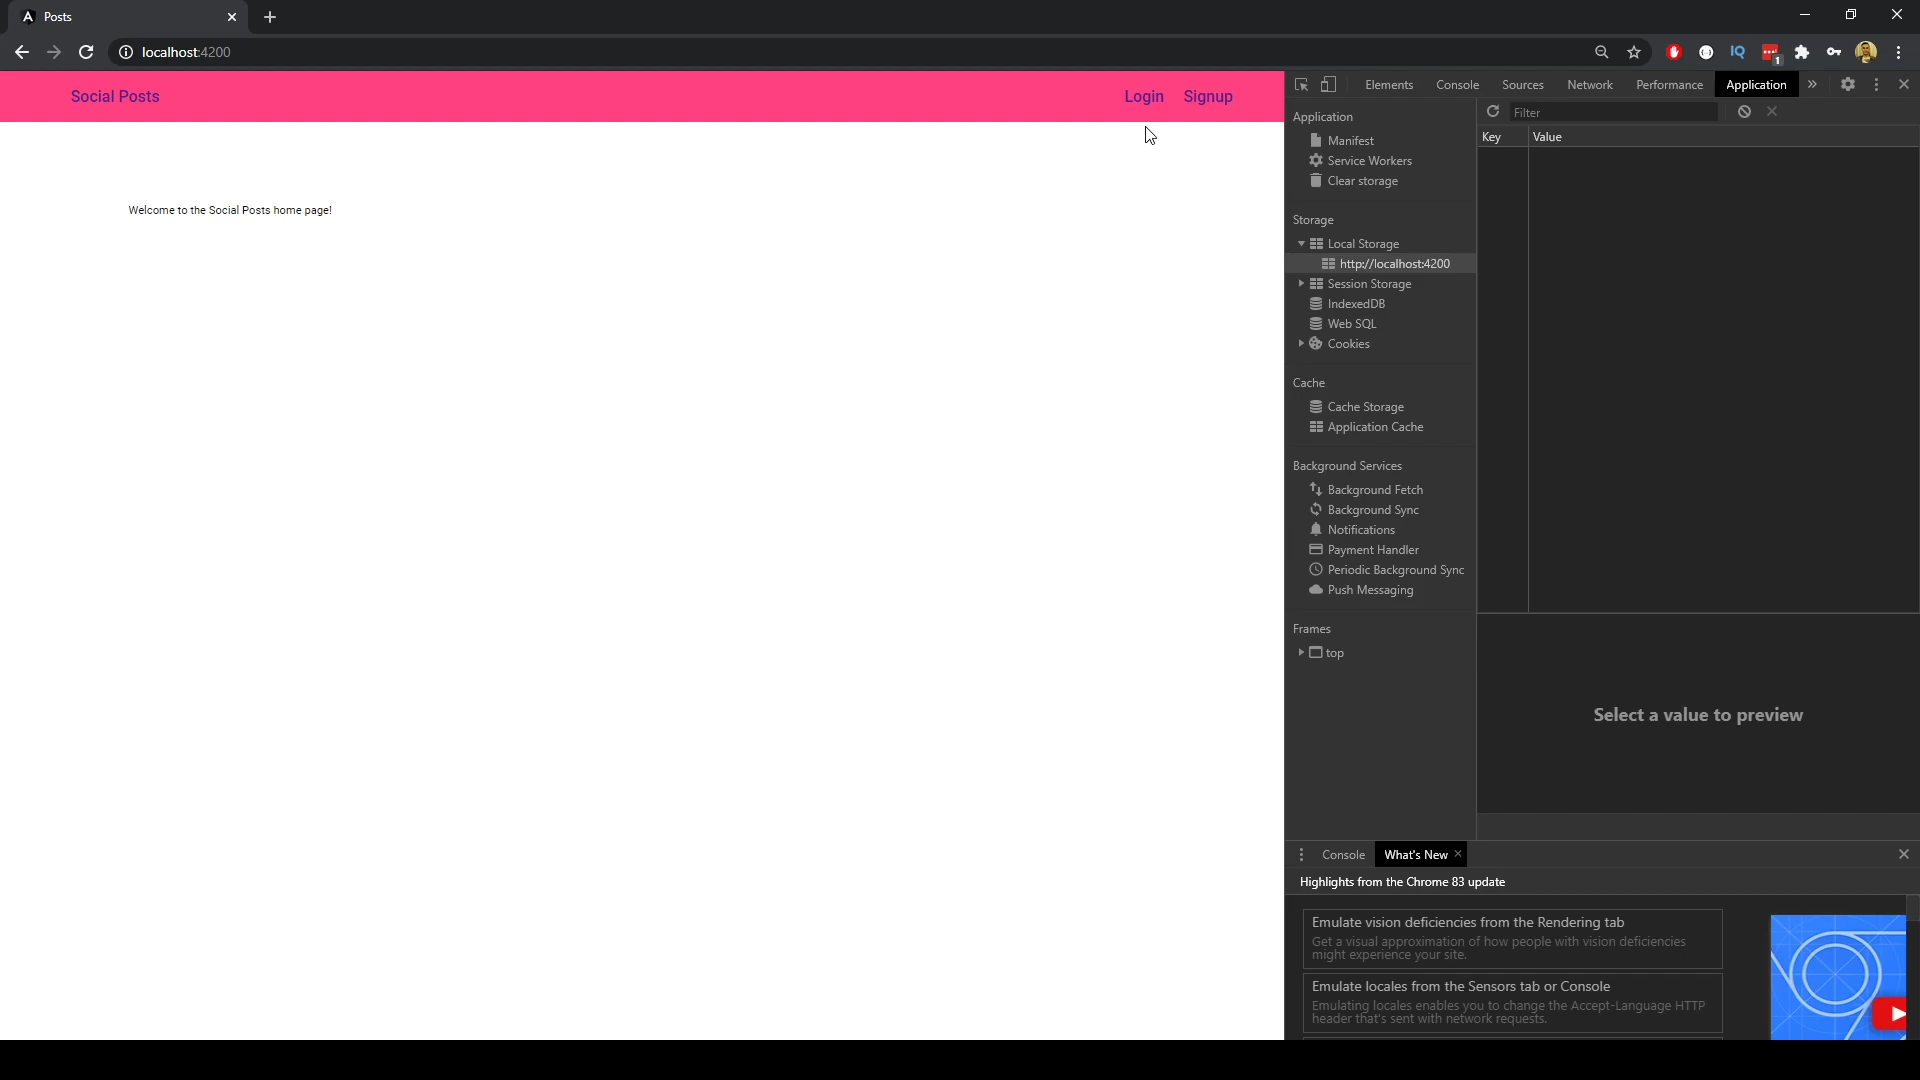 Posts
localhost:4200
1
Social Posts
Login
Signup
Welcome to the Social Posts home page!
Elements
Console
Sources
Network
Performance
Application
Filter
Key
Value
Application
Manifest
Service Workers
Clear storage
Storage
Local Storage
http://localhost:4200
Session Storage
IndexedDB
Web SQL
Cookies
Cache
Cache Storage
Application Cache
Background Services
Background Fetch
Background Sync
Notifications
Payment Handler
Periodic Background Sync
Push Messaging
Frames
top
Select a value to preview
Console
What's New
Highlights from the Chrome 83 update
Emulate vision deficiencies from the Rendering tab
Get a visual approximation of how people with vision deficiencies
might experience your site.
Emulate locales from the Sensors tab or Console
Emulating locales enables you to change the Accept-Language HTTP
header that's sent with network requests.